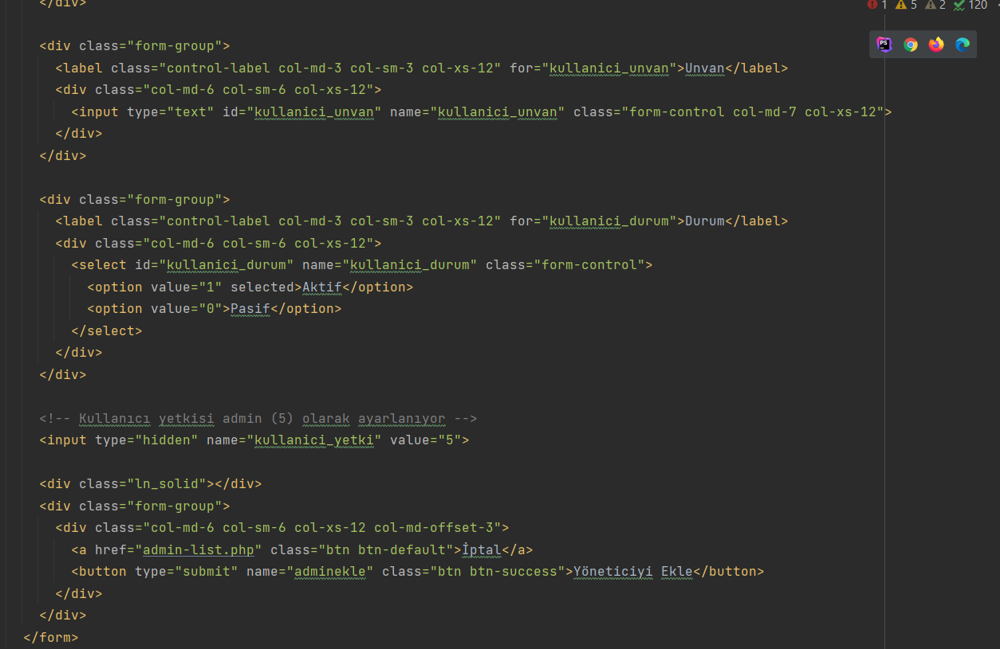 </div>
1 5 2 120
<div class="form-group">
PS
<label class="control-label col-md-3 col-sm-3 col-xs-12" for="kullanici_unvan">Unvan</label>
<div class="col-md-6 col-sm-6 col-xs-12">
<input type="text" id="kullanici_unvan" name="kullanici_unvan" class="form-control col-md-7 col-xs-12">
</div>
</div>
<div class="form-group">
<label class="control-label col-md-3 col-sm-3 col-xs-12" for="kullanici_durum">Durum</label>
<div class="col-md-6 col-sm-6 col-xs-12">
<select id="kullanici_durum" name="kullanici_durum" class="form-control">
<option value="1" selected>Aktif</option>
<option value="0">Pasif</option>
</select>
</div>
</div>
<!-- Kullanıcı yetkisi admin (5) olarak ayarlanıyor -->
<input type="hidden" name="kullanici_yetki" value="5">
<div class="ln_solid"></div>
<div class="form-group">
<div class="col-md-6 col-sm-6 col-xs-12 col-md-offset-3">
<a href="admin-list.php" class="btn btn-default">İptal</a>
<button type="submit" name="adminekle" class="btn btn-success">Yöneticiyi Ekle</button>
</div>
</div>
</form>